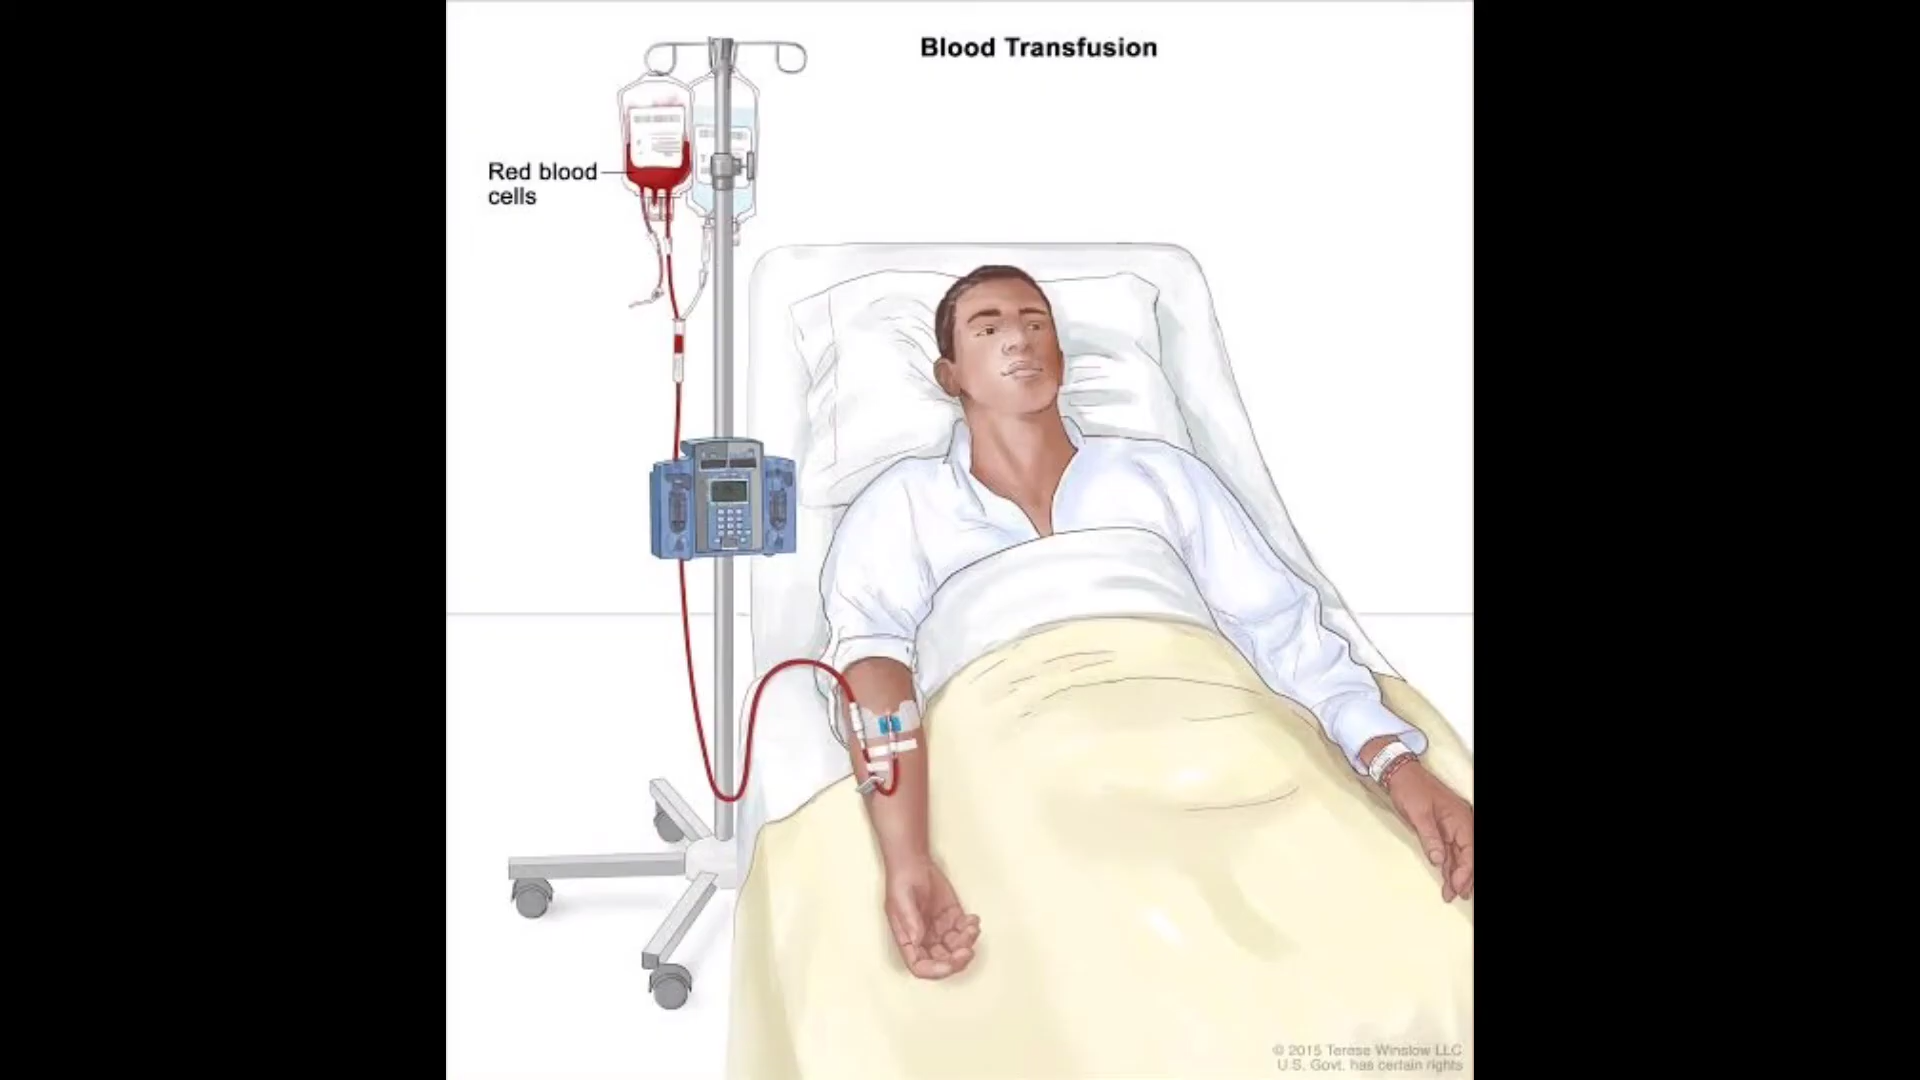 Blood Transfusion
Red blood
cells
© 2015 Terese Winslow LLC
U.S. Govt. has certain rights